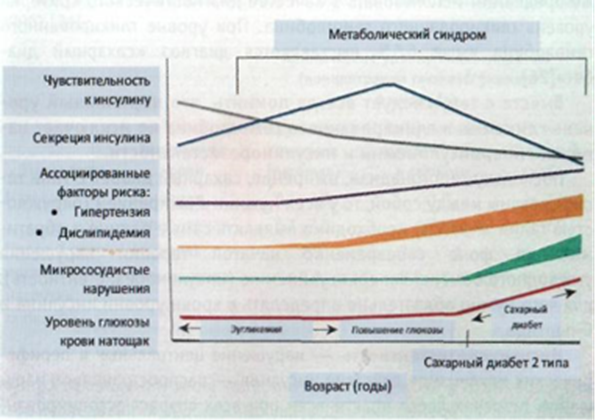 Метаболический синдром
Чувствительность
к инсулину
Секреция инсулина
Ассоциированные
факторы риска:
• Гипертензия
• Дислипидемия
Микрососудистые
нарушения
Уровень глюкозы
крови натощак
Эугликемия
Повышение глюкозы
Сахарный
диабет
Сахарный диабет 2 типа
Возраст (годы)